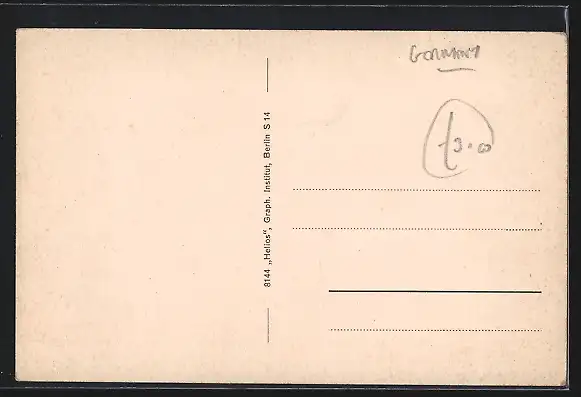 Germany
£3.00
8144 „Helios“, Graph. Institut, Berlin S 14